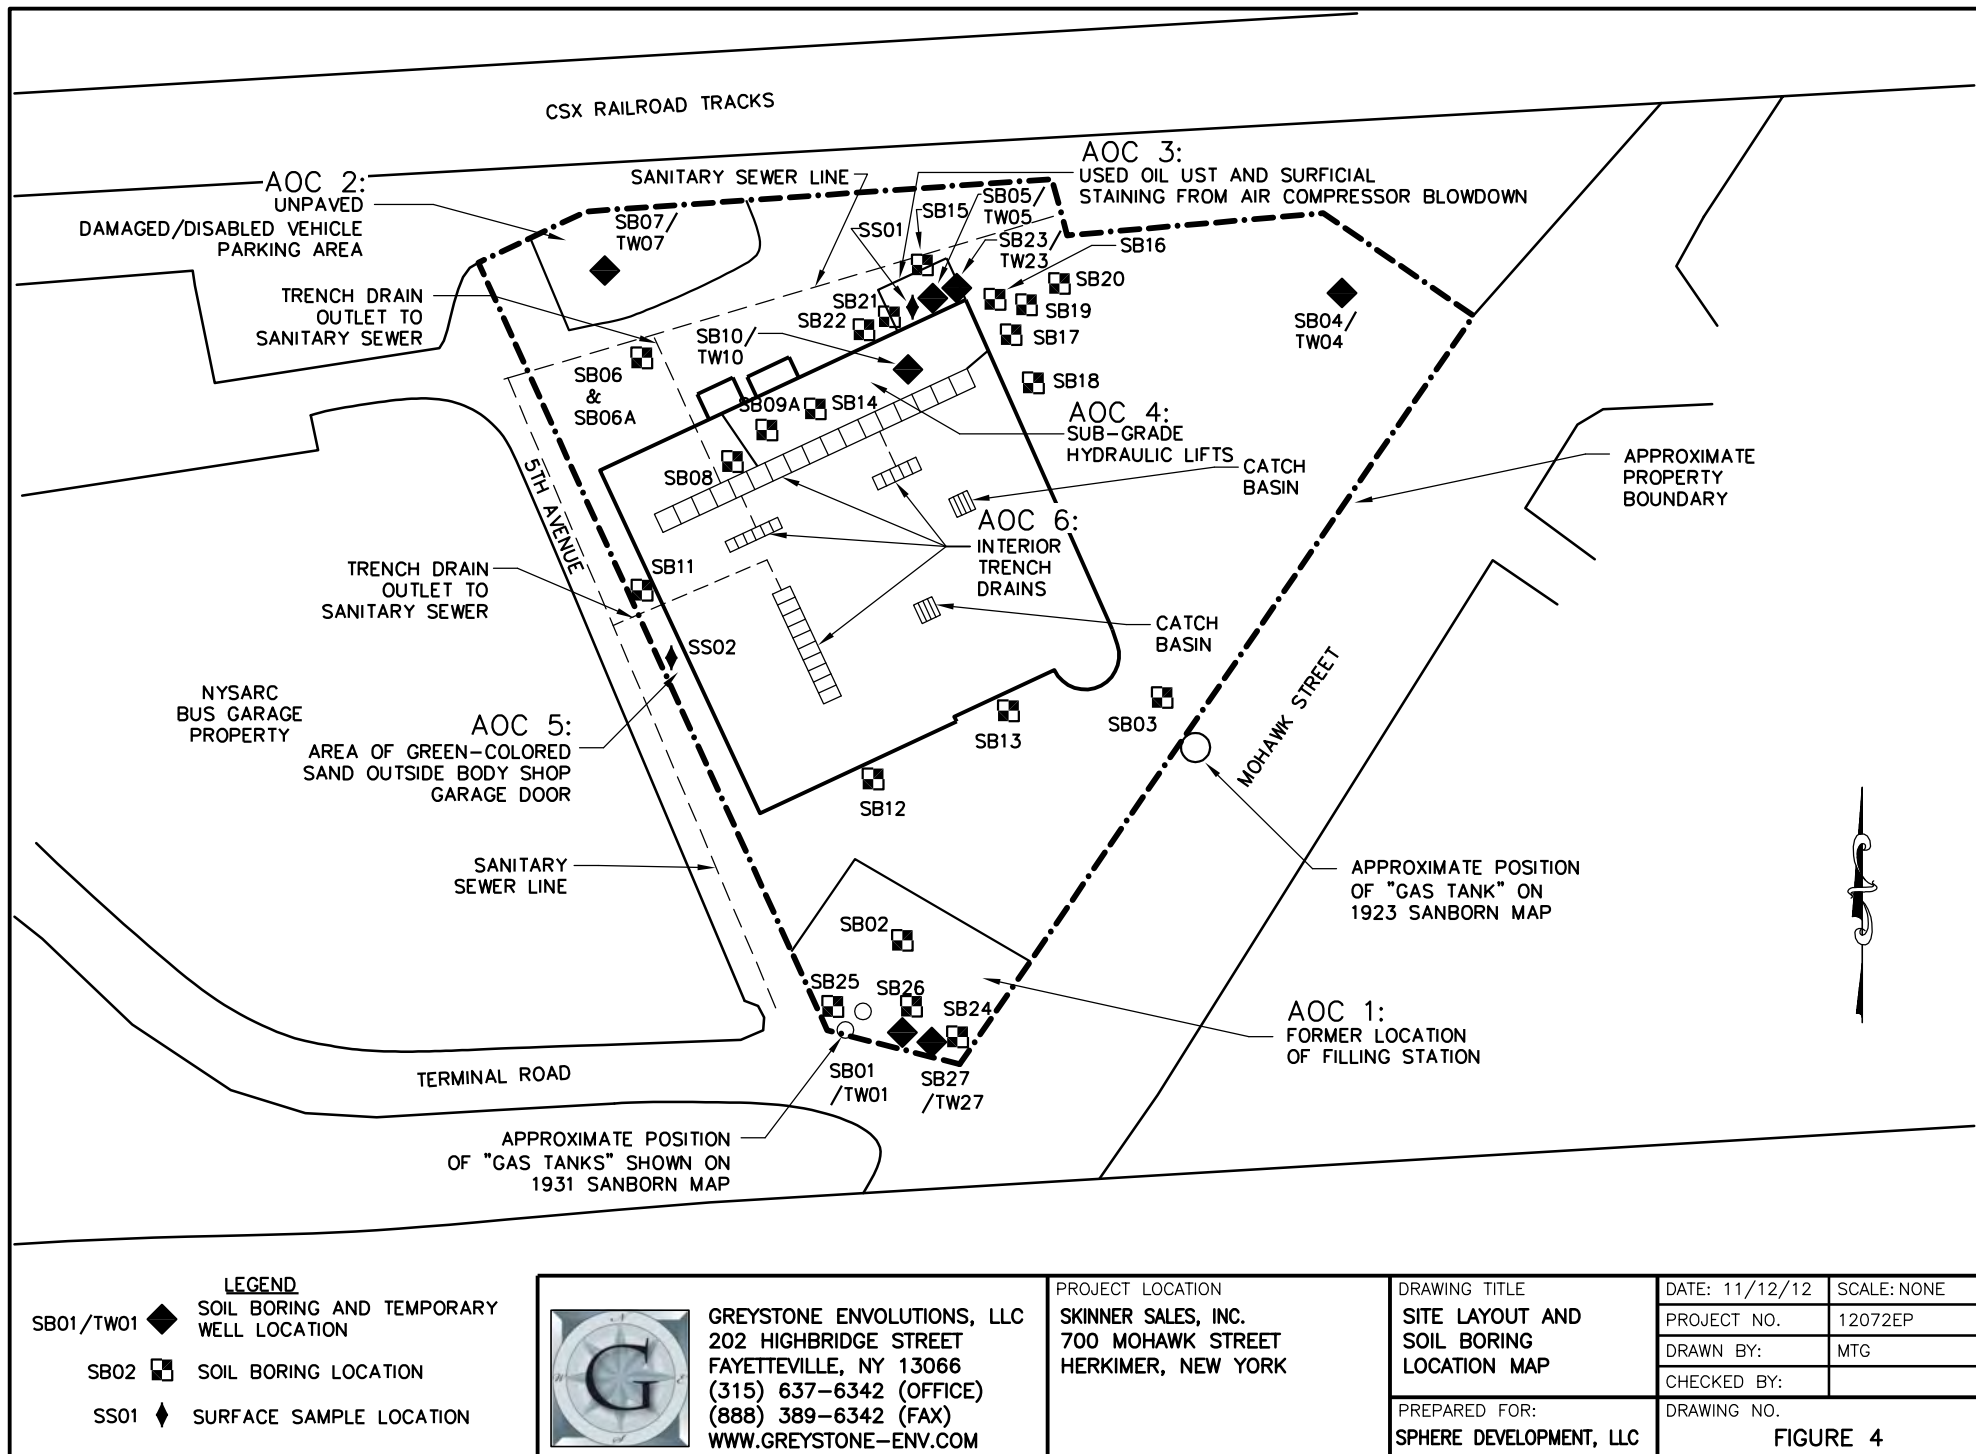 CSX RAILROAD TRACKS
AOC 2:
UNPAVED
DAMAGED/DISABLED VEHICLE
PARKING AREA
SANITARY SEWER LINE
AOC 3:
USED OIL UST AND SURFICIAL
STAINING FROM AIR COMPRESSOR BLOWDOWN
SB07/
TW07
SS01
SB15
SB05/
TW05
SB23/
TW23
SB16
SB20
SB19
SB17
SB18
SB04/
TW04
TRENCH DRAIN
OUTLET TO
SANITARY SEWER
SB21
SB22
SB10/
TW10
SB06
&
SB06A
SB09A
SB14
SB08
AOC 4:
SUB-GRADE
HYDRAULIC LIFTS
CATCH
BASIN
APPROXIMATE
PROPERTY
BOUNDARY
5TH AVENUE
AOC 6:
INTERIOR
TRENCH
DRAINS
TRENCH DRAIN
OUTLET TO
SANITARY SEWER
SB11
CATCH
BASIN
SS02
NYSARC
BUS GARAGE
PROPERTY
AOC 5:
AREA OF GREEN-COLORED
SAND OUTSIDE BODY SHOP
GARAGE DOOR
SB13
SB03
MOHAWK STREET
SB12
SANITARY
SEWER LINE
APPROXIMATE POSITION
OF "GAS TANK" ON
1923 SANBORN MAP
SB02
SB25
SB26
SB24
AOC 1:
FORMER LOCATION
OF FILLING STATION
SB01
/TW01
SB27
/TW27
TERMINAL ROAD
APPROXIMATE POSITION
OF "GAS TANKS" SHOWN ON
1931 SANBORN MAP
LEGEND
SB01/TW01 SOIL BORING AND TEMPORARY
WELL LOCATION
SB02 SOIL BORING LOCATION
SS01 SURFACE SAMPLE LOCATION
N
W
E
S
G
GREYSTONE ENVOLUTIONS, LLC
202 HIGHBRIDGE STREET
FAYETTEVILLE, NY 13066
(315) 637-6342 (OFFICE)
(888) 389-6342 (FAX)
WWW.GREYSTONE-ENV.COM
PROJECT LOCATION
SKINNER SALES, INC.
700 MOHAWK STREET
HERKIMER, NEW YORK
DRAWING TITLE
SITE LAYOUT AND
SOIL BORING
LOCATION MAP
PREPARED FOR:
SPHERE DEVELOPMENT, LLC
DATE: 11/12/12
SCALE: NONE
PROJECT NO.
12072EP
DRAWN BY:
MTG
CHECKED BY:
DRAWING NO.
FIGURE 4